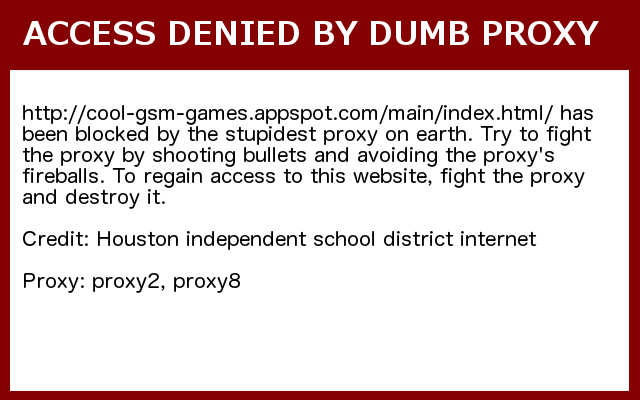 ACCESS DENIED BY DUMB PROXY
http://cool-gsm-games.appspot.com/main/index.html/ has
been blocked by the stupidest proxy on earth. Try to fight
the proxy by shooting bullets and avoiding the proxy's
fireballs. To regain access to this website, fight the proxy
and destroy it.
Credit: Houston independent school district internet
Proxy: proxy2, proxy8